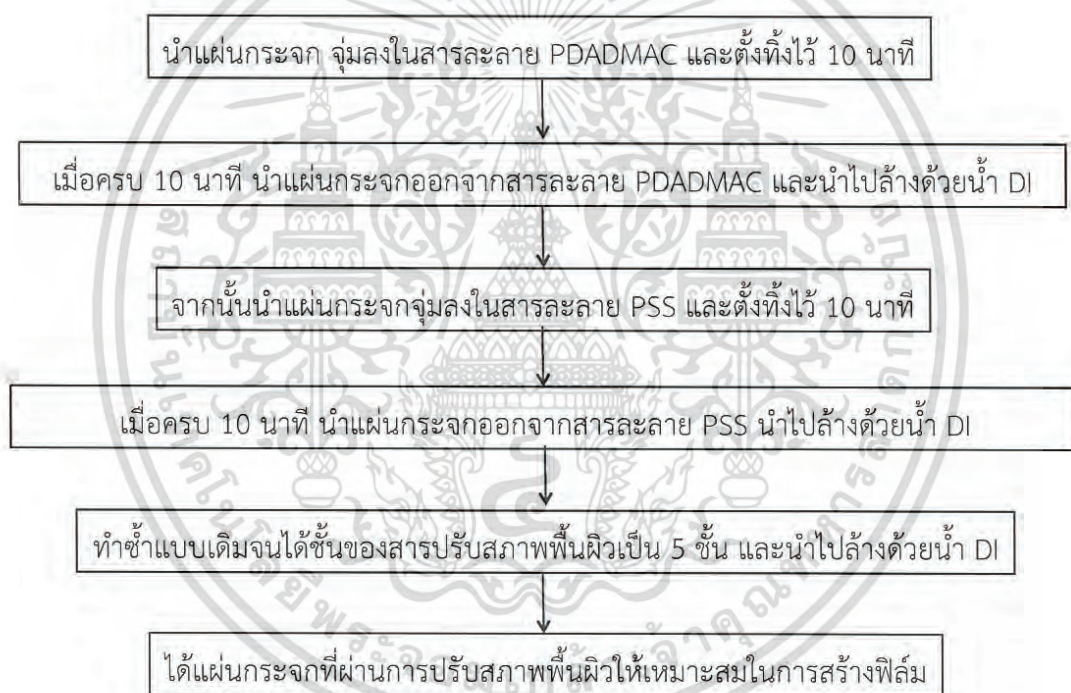 นำแผ่นกระจก จุ่มลงในสารละลาย PDADMAC และตั้งทิ้งไว้ 10 นาที
เมื่อครบ 10 นาที นำแผ่นกระจกออกจากสารละลาย PDADMAC และนำไปล้างด้วยน้ำ DI
จากนั้นนำแผ่นกระจกจุ่มลงในสารละลาย PSS และตั้งทิ้งไว้ 10 นาที
เมื่อครบ 10 นาที นำแผ่นกระจกออกจากสารละลาย PSS นำไปล้างด้วยน้ำ DI
ทำซ้ำแบบเดิมจนได้ชั้นของสารปรับสภาพพื้นผิวเป็น 5 ชั้น และนำไปล้างด้วยน้ำ DI
ได้แผ่นกระจกที่ผ่านการปรับสภาพพื้นผิวให้เหมาะสมในการสร้างฟิล์ม